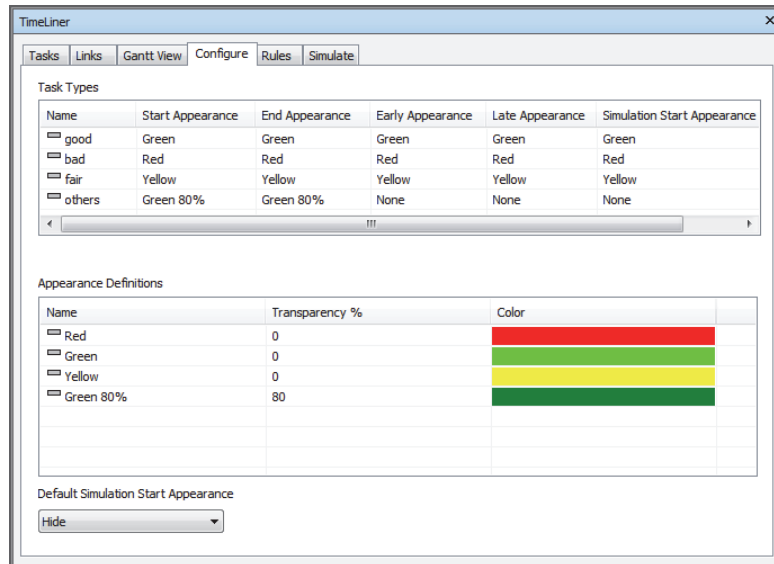 TimeLiner
Tasks Links Gantt View Configure Rules Simulate
Task Types
Name Start Appearance End Appearance Early Appearance Late Appearance Simulation Start Appearance
good Green Green Green Green Green
bad Red Red Red Red Red
fair Yellow Yellow Yellow Yellow Yellow
others Green 80% Green 80% None None None
Appearance Definitions
Name Transparency % Color
Red 0
Green 0
Yellow 0
Green 80% 80
Default Simulation Start Appearance
Hide